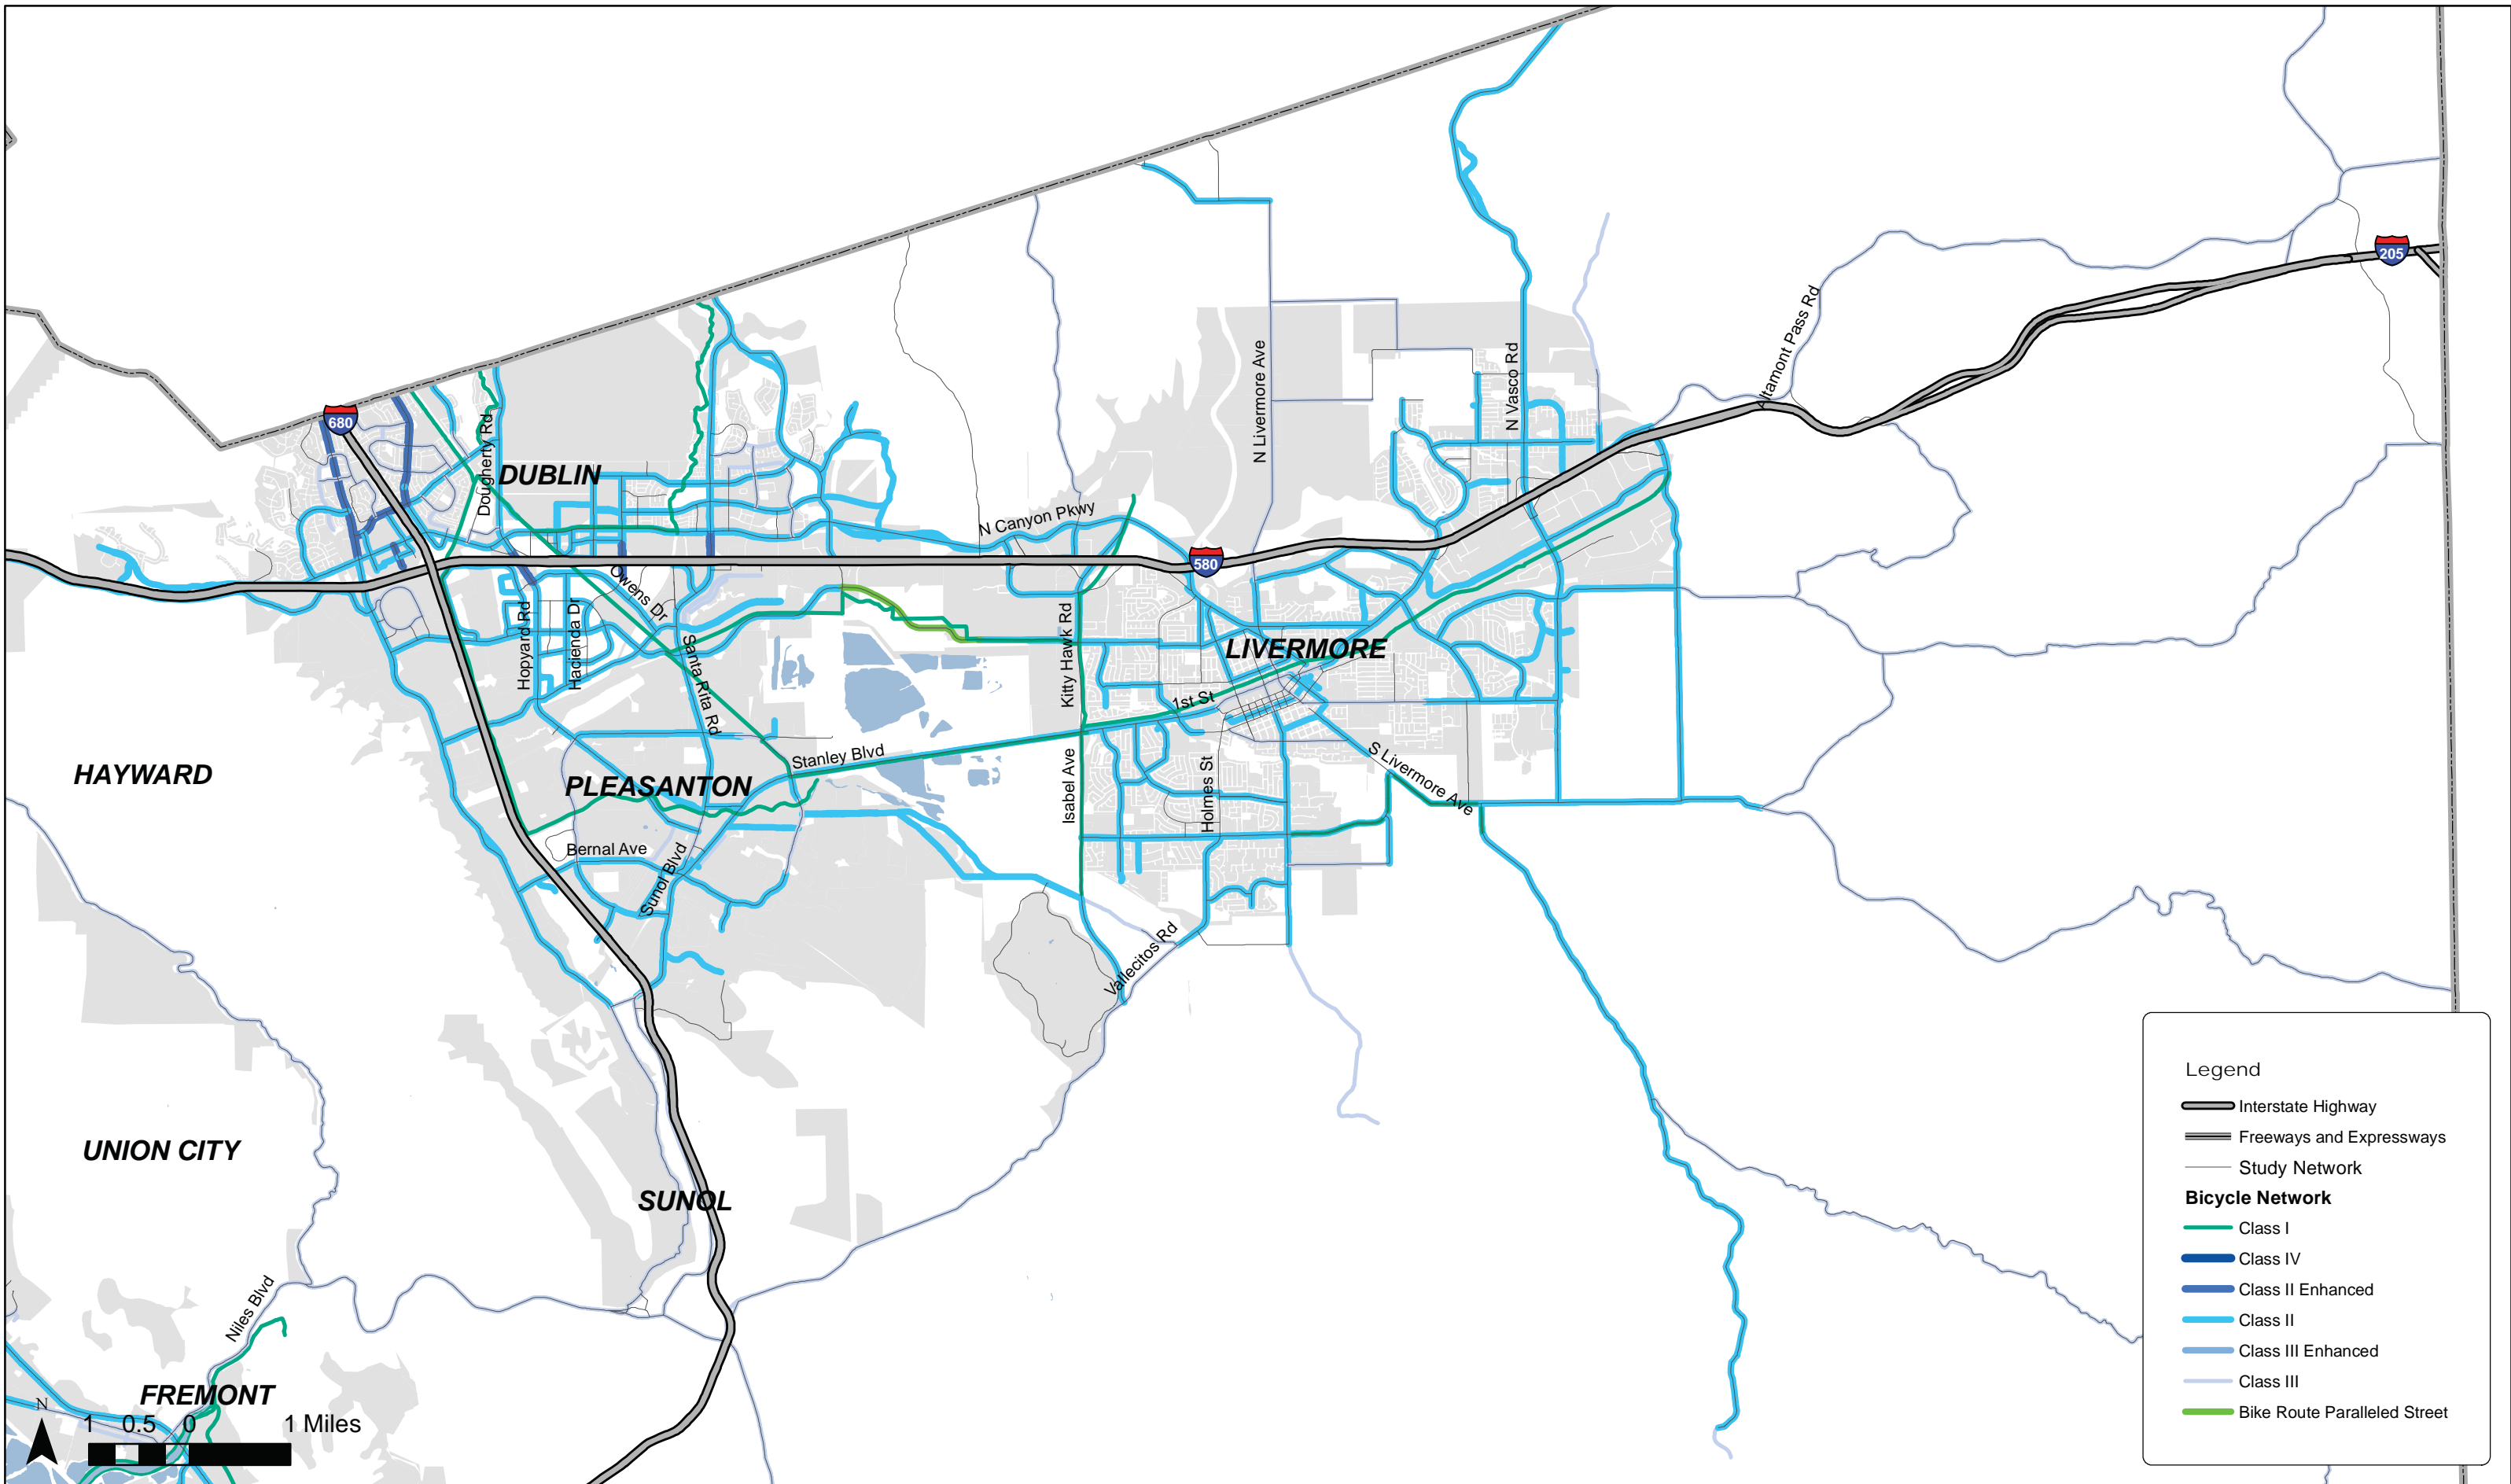 205
Altamont Pass Rd
N Livermore Ave
N Vasco Rd
680
Dougherty Rd
DUBLIN
N Canyon Pkwy
580
Owens Dr
Hopyard Rd
Hacienda Dr
Santa Rita Rd
Kitty Hawk Rd
LIVERMORE
1st St
Stanley Blvd
HAYWARD
PLEASANTON
Isabel Ave
Holmes St
S Livermore Ave
Bernal Ave
Sunol Blvd
Vallecitos Rd
UNION CITY
SUNOL
Niles Blvd
FREMONT
N
1 0.5 0 1 Miles
Legend
Interstate Highway
Freeways and Expressways
Study Network
Bicycle Network
Class I
Class IV
Class II Enhanced
Class II
Class III Enhanced
Class III
Bike Route Paralleled Street